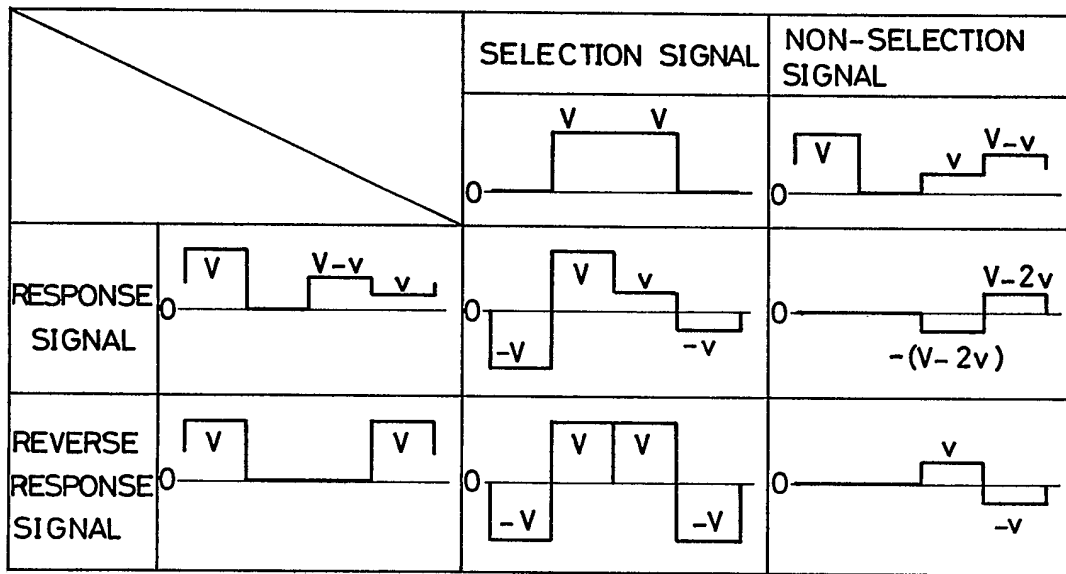 SELECTION SIGNAL
NON-SELECTION
SIGNAL
V V
0
V v V-v
0
RESPONSE
SIGNAL
V V-v v
0
-V V v -v
0
V-2v
0
-(V-2v)
REVERSE
RESPONSE
SIGNAL
V V
0
-V V V -V
0
v
0
-v